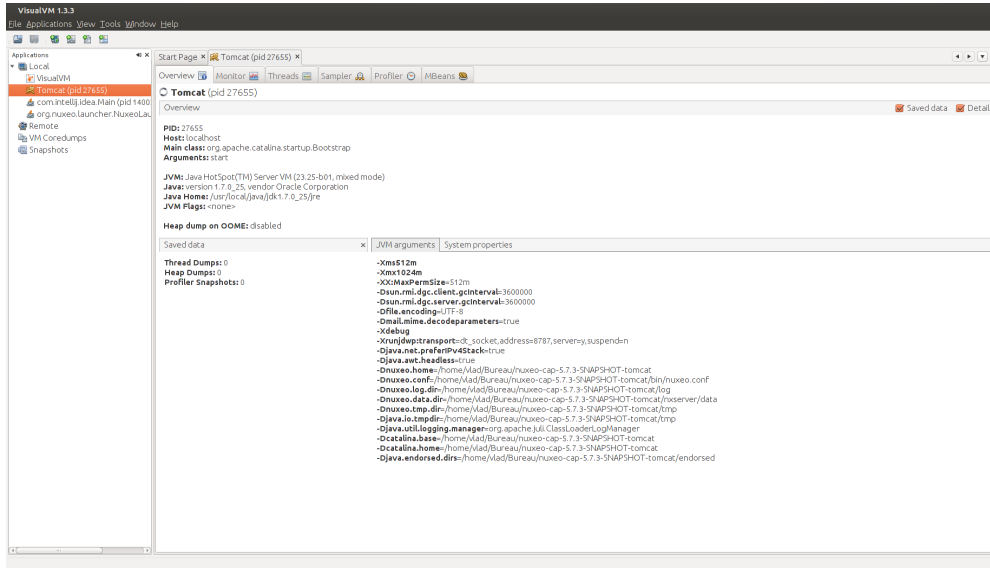 VisualVM 1.3.3
File Applications View Tools Window Help
Applications
Start Page Tomcat (pid 27655)
Local
VisualVM
Tomcat (pid 27655)
com.intellij.idea.Main (pid 1400
org.nuxeo.launcher.NuxeoLau
Remote
VM Coredumps
Snapshots
Overview Monitor Threads Sampler Profiler MBeans
Tomcat (pid 27655)
Overview Saved data Detail
PID: 27655
Host: localhost
Main class: org.apache.catalina.startup.Bootstrap
Arguments: start
JVM: Java HotSpot(TM) Server VM (23.25-b01, mixed mode)
Java: version 1.7.0_25, vendor Oracle Corporation
Java Home: /usr/local/java/jdk1.7.0_25/jre
JVM Flags: <none>
Heap dump on OOME: disabled
Saved data
Thread Dumps: 0
Heap Dumps: 0
Profiler Snapshots: 0
JVM arguments System properties
-Xms512m
-Xmx1024m
-XX:MaxPermSize=512m
-Dsun.rmi.dgc.client.gcInterval=3600000
-Dsun.rmi.dgc.server.gcInterval=3600000
-Dfile.encoding=UTF-8
-Dmail.mime.decodeparameters=true
-Xdebug
-Xrunjdwp:transport=dt_socket,address=8787,server=y,suspend=n
-Djava.net.preferIPv4Stack=true
-Djava.awt.headless=true
-Dnuxeo.home=/home/vlad/Bureau/nuxeo-cap-5.7.3-SNAPSHOT-tomcat
-Dnuxeo.conf=/home/vlad/Bureau/nuxeo-cap-5.7.3-SNAPSHOT-tomcat/bin/nuxeo.conf
-Dnuxeo.log.dir=/home/vlad/Bureau/nuxeo-cap-5.7.3-SNAPSHOT-tomcat/log
-Dnuxeo.data.dir=/home/vlad/Bureau/nuxeo-cap-5.7.3-SNAPSHOT-tomcat/nxserver/data
-Dnuxeo.tmp.dir=/home/vlad/Bureau/nuxeo-cap-5.7.3-SNAPSHOT-tomcat/tmp
-Djava.io.tmpdir=/home/vlad/Bureau/nuxeo-cap-5.7.3-SNAPSHOT-tomcat/tmp
-Djava.util.logging.manager=org.apache.juli.ClassLoaderLogManager
-Dcatalina.base=/home/vlad/Bureau/nuxeo-cap-5.7.3-SNAPSHOT-tomcat
-Dcatalina.home=/home/vlad/Bureau/nuxeo-cap-5.7.3-SNAPSHOT-tomcat
-Djava.endorsed.dirs=/home/vlad/Bureau/nuxeo-cap-5.7.3-SNAPSHOT-tomcat/endorsed